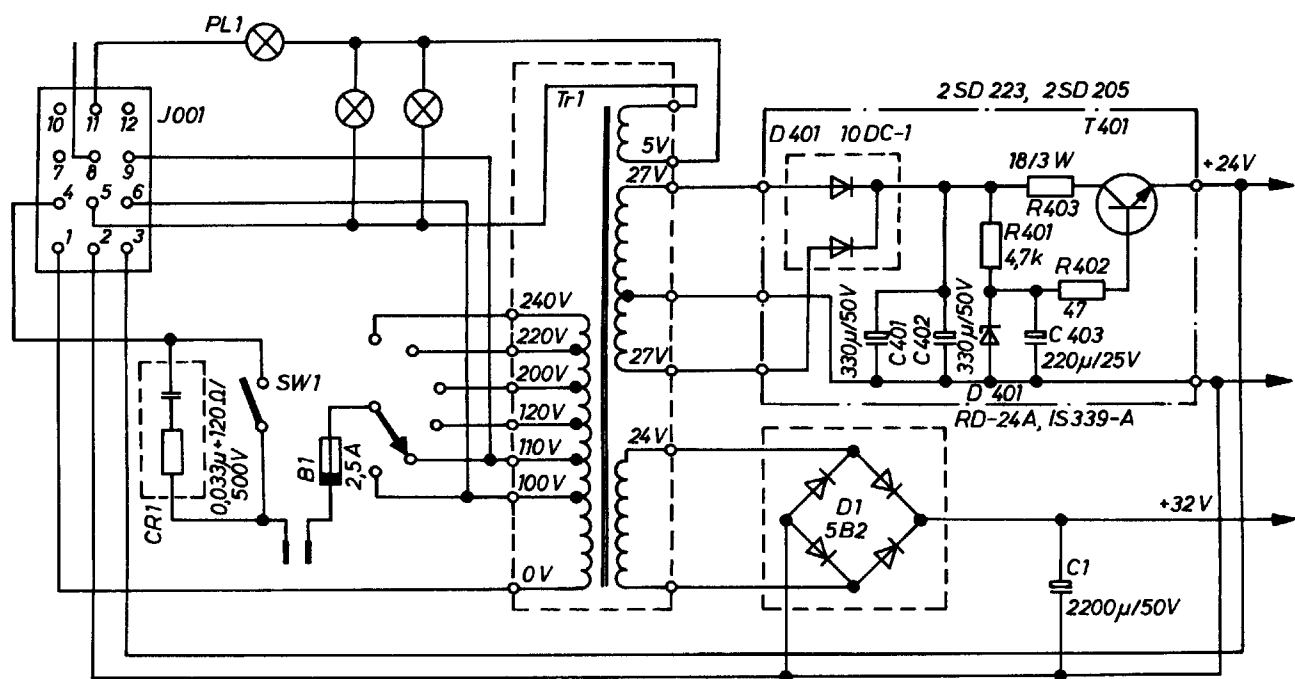 PL1
J001
10 11 12
7 8 9
4 5 6
1 2 3
Tr1
5V
27V
27V
24V
240V
220V
200V
120V
110V
100V
0V
SW1
CR1
0,033µ+120Ω/
500V
B1
2,5A
2SD 223, 2SD 205
T401
D401 10DC-1
18/3W
R403
R401
4,7k
R402
47
330µ/50V
C401
C402
330µ/50V
C403
220µ/25V
D 401
RD-24A, IS339-A
+24V
D1
5B2
+32V
C1
2200µ/50V